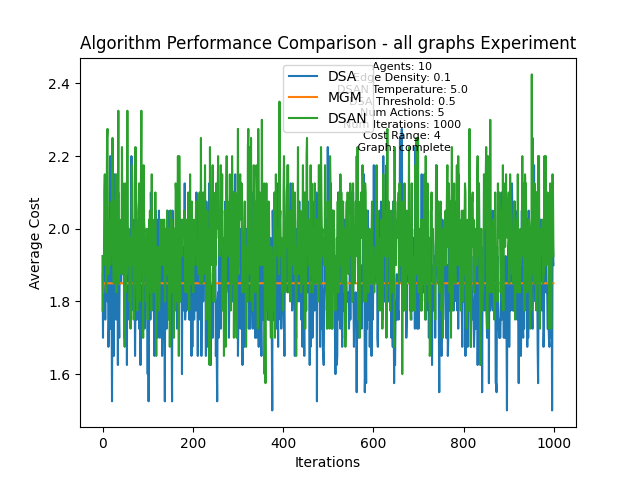 Algorithm Performance Comparison - all graphs Experiment
Agents: 10
Edge Density: 0.1
DSAN Temperature: 5.0
DSA Threshold: 0.5
Num Actions: 5
Num Iterations: 1000
Cost Range: 4
Graph: complete
DSA
MGM
DSAN
Average Cost
2.4
2.2
2.0
1.8
1.6
0
200
400
600
800
1000
Iterations